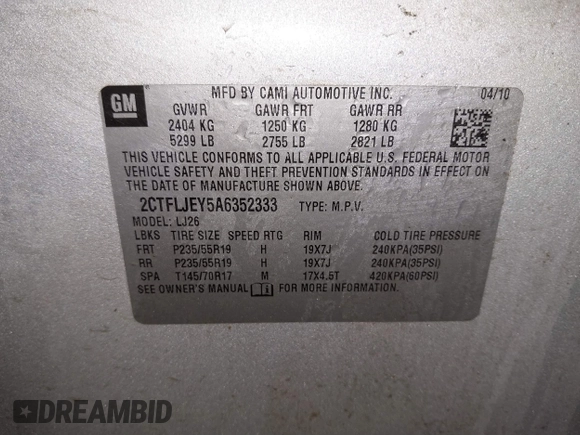 GM
MFD BY CAMI AUTOMOTIVE INC. 04/10
GVWR GAWR FRT GAWR RR
2404 KG 1250 KG 1280 KG
5299 LB 2755 LB 2821 LB
THIS VEHICLE CONFORMS TO ALL APPLICABLE U.S. FEDERAL MOTOR
VEHICLE SAFETY AND THEFT PREVENTION STANDARDS IN EFFECT ON
THE DATE OF MANUFACTURE SHOWN ABOVE.
2CTFLJEY5A6352333 TYPE: M.P.V.
MODEL: LJ26
LBKS TIRE SIZE SPEED RTG RIM COLD TIRE PRESSURE
FRT P235/55R19 H 19X7J 240KPA(35PSI)
RR P235/55R19 H 19X7J 240KPA(35PSI)
SPA T145/70R17 M 17X4.5T 420KPA(60PSI)
SEE OWNER'S MANUAL FOR MORE INFORMATION.
DREAMBID